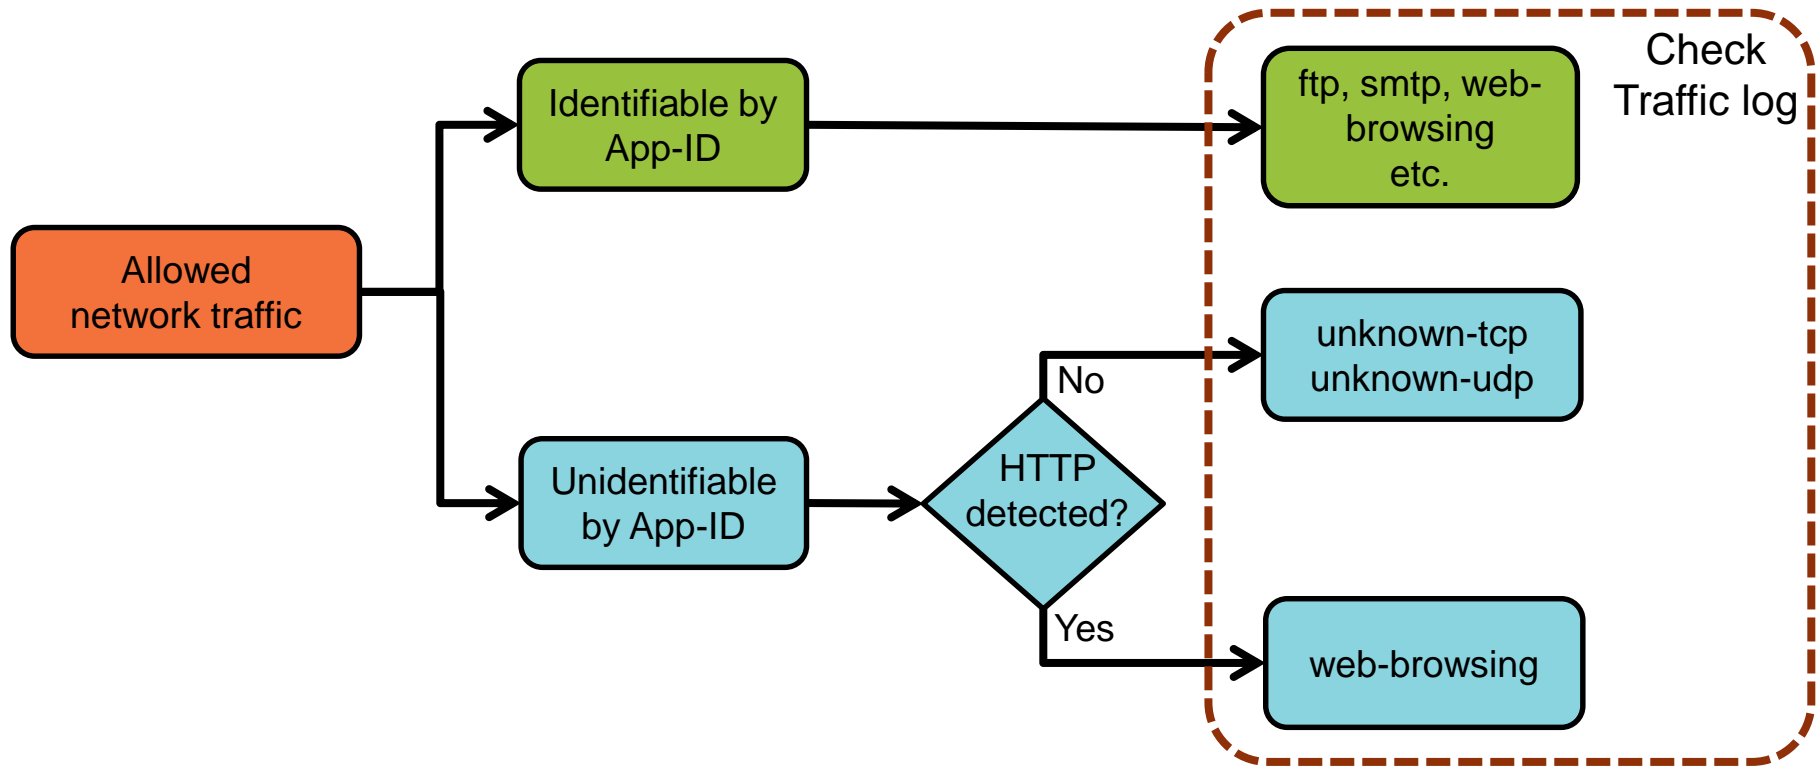 Check
Traffic log
Identifiable by
App-ID
ftp, smtp, web-
browsing
etc.
Allowed
network traffic
unknown-tcp
unknown-udp
No
Unidentifiable
by App-ID
HTTP
detected?
Yes
web-browsing